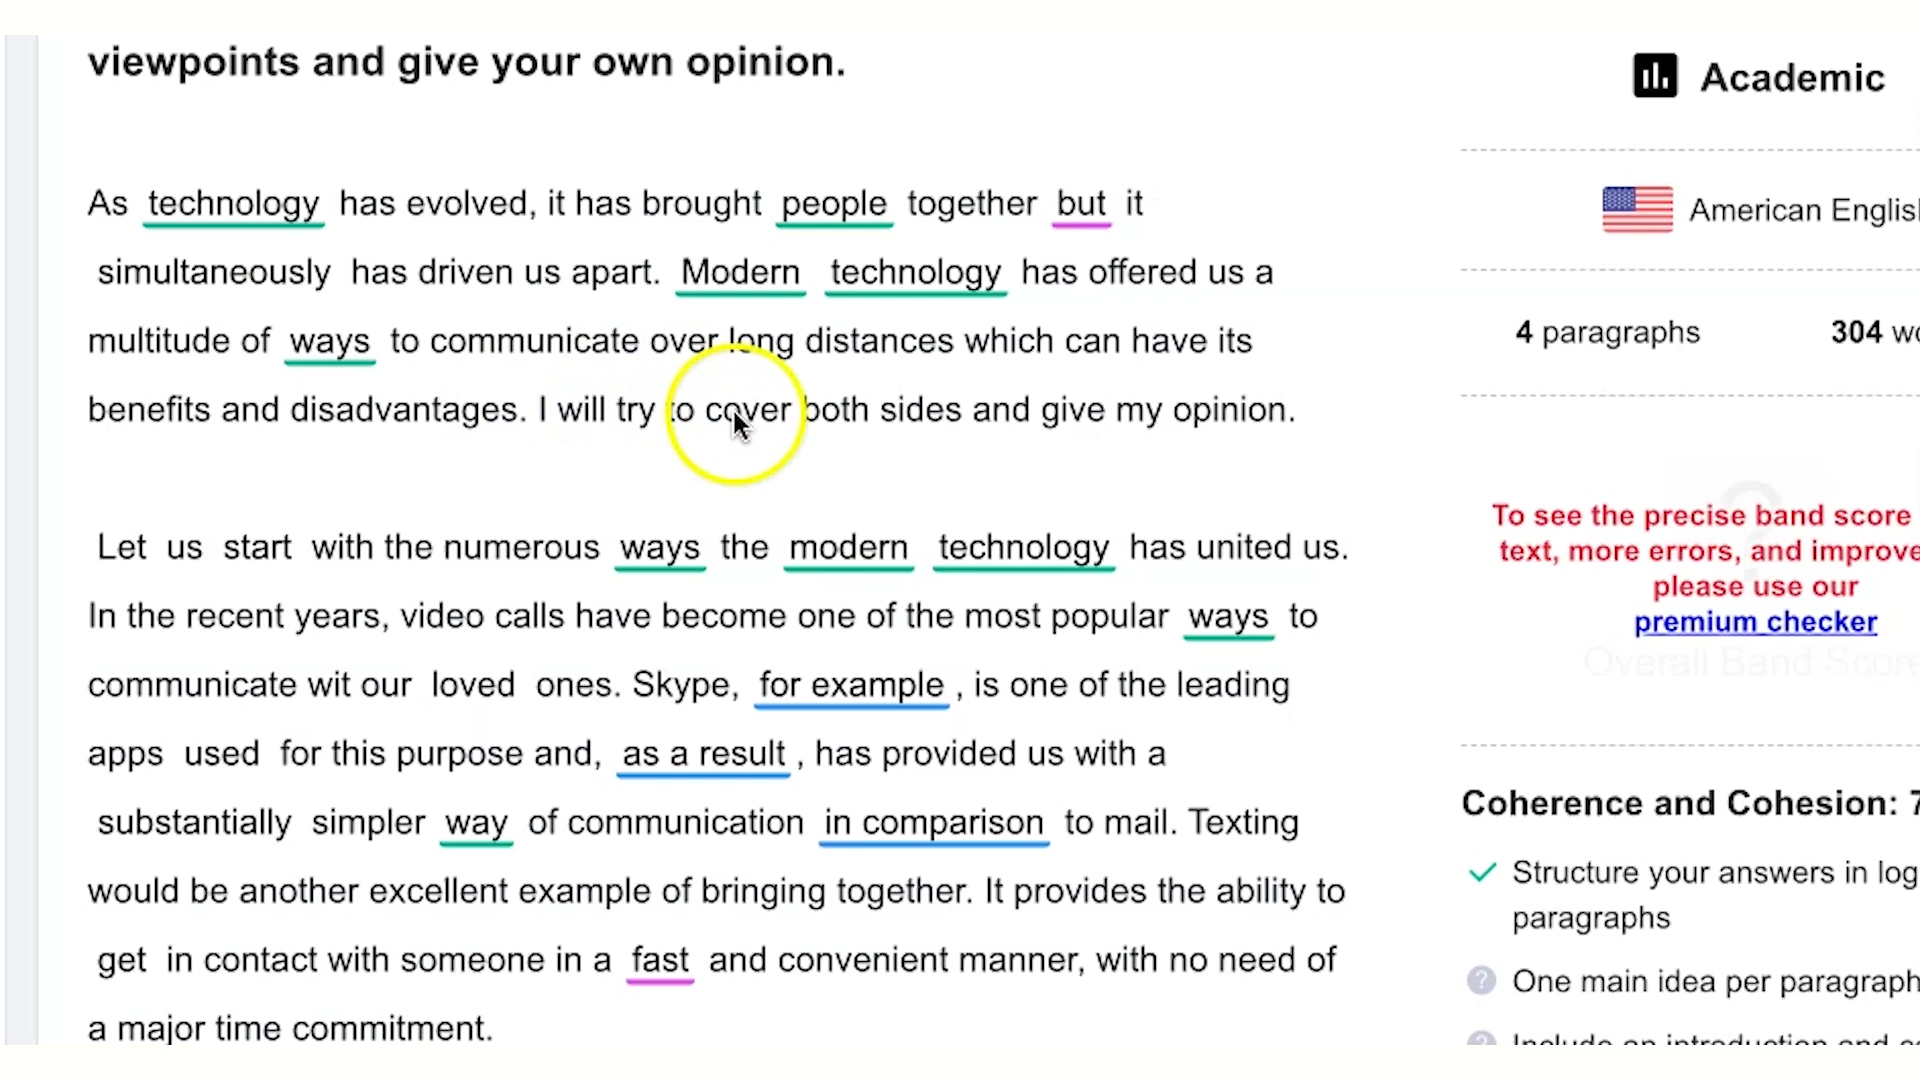 viewpoints and give your own opinion.
As technology has evolved, it has brought people together but it
simultaneously has driven us apart. Modern technology has offered us a
multitude of ways to communicate over long distances which can have its
benefits and disadvantages. I will try to cover both sides and give my opinion.
Let us start with the numerous ways the modern technology has united us.
In the recent years, video calls have become one of the most popular ways to
communicate wit our loved ones. Skype, for example, is one of the leading
apps used for this purpose and, as a result, has provided us with a
substantially simpler way of communication in comparison to mail. Texting
would be another excellent example of bringing together. It provides the ability to
get in contact with someone in a fast and convenient manner, with no need of
a major time commitment.
Academic
American English
4 paragraphs 304
?
To see the precise band score
text, more errors, and
please use our
premium checker
Overall Band Score
Coherence and Cohesion: 7
Structure your answers in
paragraphs
? One main idea per paragraph
? Include an introduction and